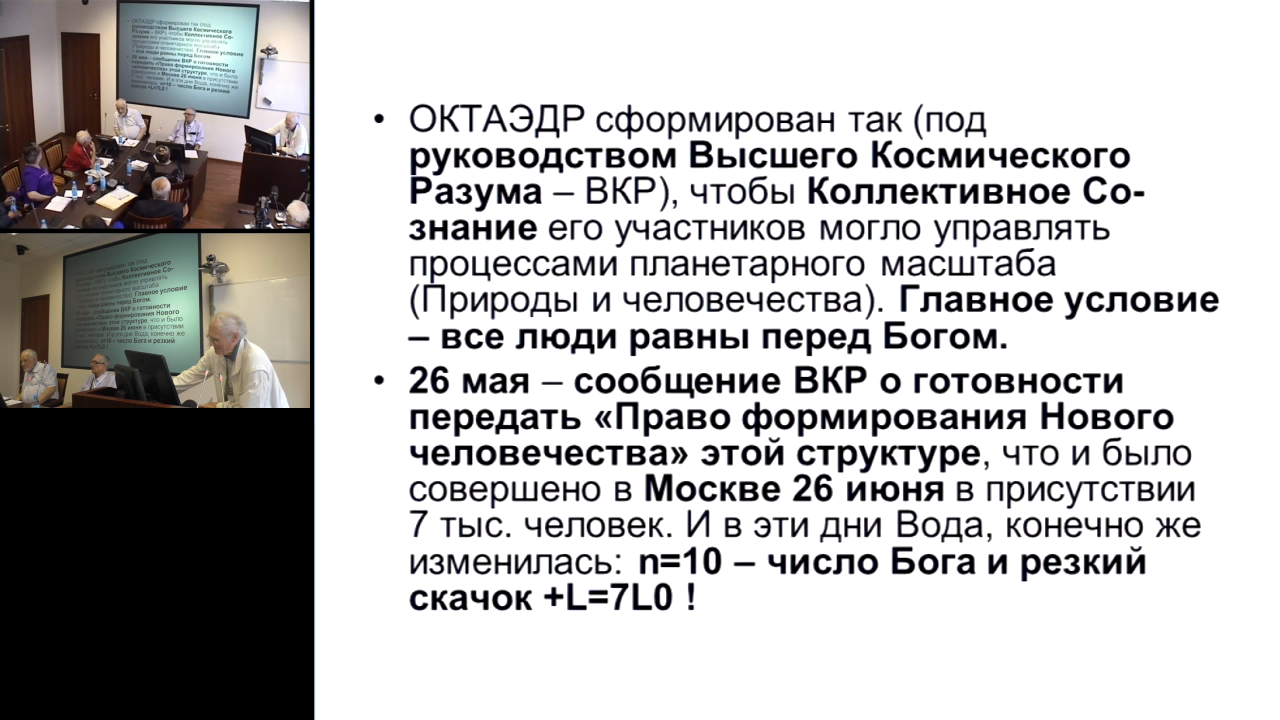 • ОКТАЭДР сформирован так (под
руководством Высшего Космического
Разума – ВКР), чтобы Коллективное Со-
знание его участников могло управлять
процессами планетарного масштаба
(Природы и человечества). Главное условие
– все люди равны перед Богом.
• 26 мая – сообщение ВКР о готовности
передать «Право формирования Нового
человечества» этой структуре, что и было
совершено в Москве 26 июня в присутствии
7 тыс. человек. И в эти дни Вода, конечно же
изменилась: n=10 – число Бога и резкий
скачок +L=7L0 !